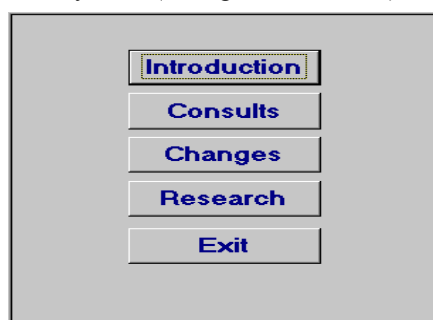 Introduction
Consults
Changes
Research
Exit